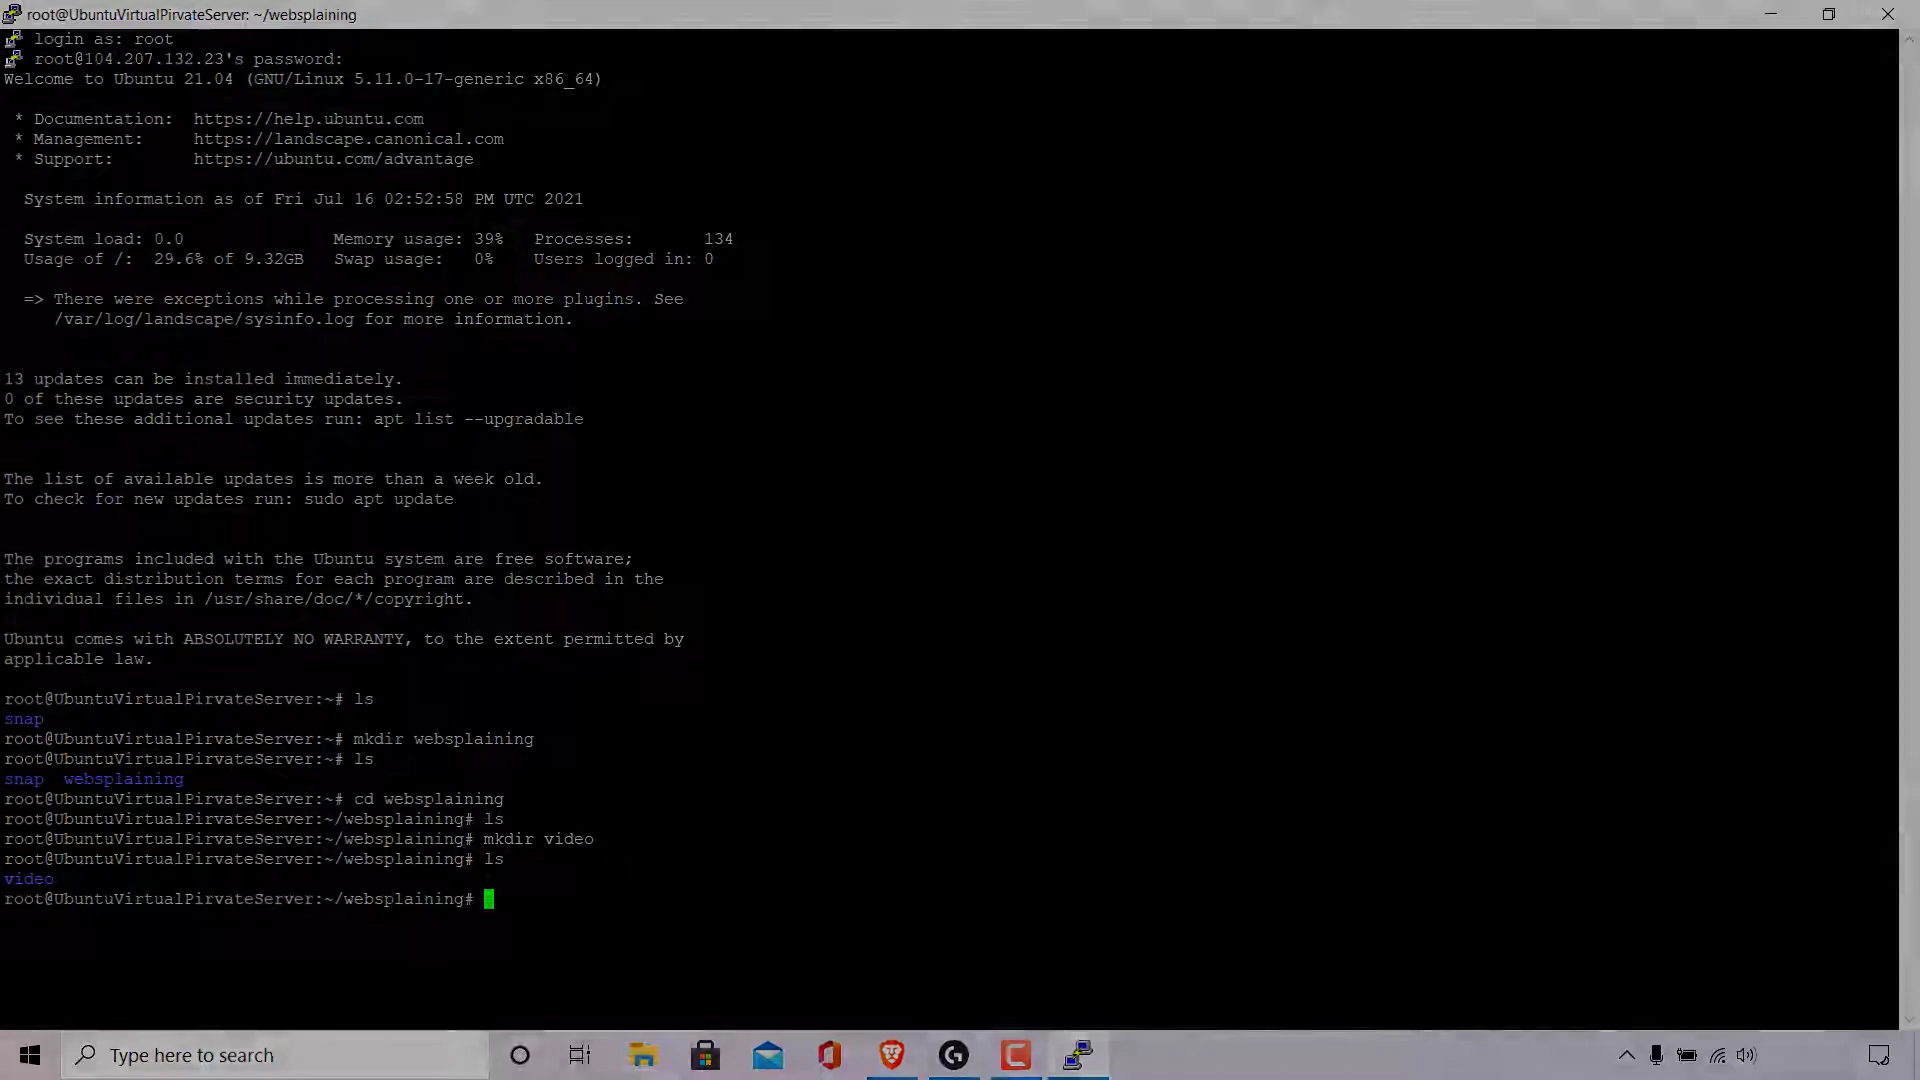 root@UbuntuVirtualPirvateServer: ~/websplaining
login as: root
root@104.207.132.23's password:
Welcome to Ubuntu 21.04 (GNU/Linux 5.11.0-17-generic x86_64)
* Documentation:  https://help.ubuntu.com
* Management:     https://landscape.canonical.com
* Support:        https://ubuntu.com/advantage
System information as of Fri Jul 16 02:52:58 PM UTC 2021
System load: 0.0               Memory usage: 39%   Processes:       134
Usage of /:  29.6% of 9.32GB   Swap usage:   0%    Users logged in: 0
=> There were exceptions while processing one or more plugins. See
/var/log/landscape/sysinfo.log for more information.
13 updates can be installed immediately.
0 of these updates are security updates.
To see these additional updates run: apt list --upgradable
The list of available updates is more than a week old.
To check for new updates run: sudo apt update
The programs included with the Ubuntu system are free software;
the exact distribution terms for each program are described in the
individual files in /usr/share/doc/*/copyright.
Ubuntu comes with ABSOLUTELY NO WARRANTY, to the extent permitted by
applicable law.
root@UbuntuVirtualPirvateServer:~# ls
snap
root@UbuntuVirtualPirvateServer:~# mkdir websplaining
root@UbuntuVirtualPirvateServer:~# ls
snap  websplaining
root@UbuntuVirtualPirvateServer:~# cd websplaining
root@UbuntuVirtualPirvateServer:~/websplaining# ls
root@UbuntuVirtualPirvateServer:~/websplaining# mkdir video
root@UbuntuVirtualPirvateServer:~/websplaining# ls
video
root@UbuntuVirtualPirvateServer:~/websplaining#
Type here to search